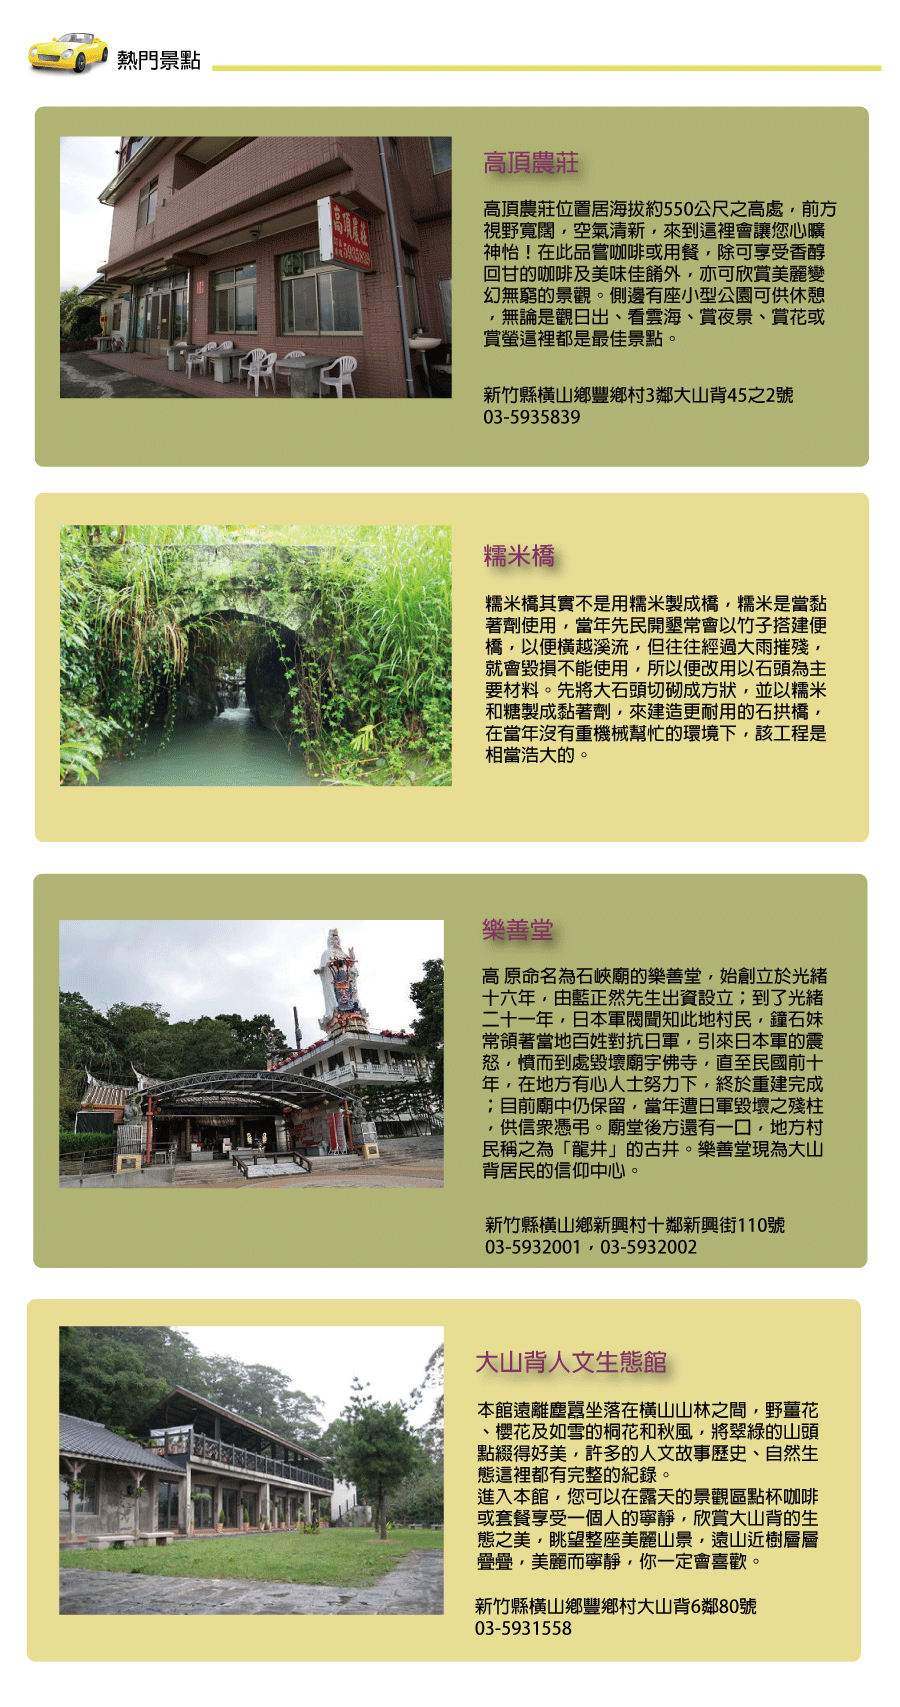 熱門景點
高頂農莊
高頂農莊位置居海拔約550公尺之高處，前方
視野寬闊，空氣清新，來到這裡會讓您心曠
神怡！在此品嘗咖啡或用餐，除可享受香醇
回甘的咖啡及美味佳餚外，亦可欣賞美麗變
幻無窮的景觀。側邊有座小型公園可供休憩
，無論是觀日出、看雲海、賞夜景、賞花或
賞螢這裡都是最佳景點。
新竹縣橫山鄉豐鄉村3鄰大山背45之2號
03-5935839
高頂農莊
5935839
糯米橋
糯米橋其實不是用糯米製成橋，糯米是當黏
著劑使用，當年先民開墾常會以竹子搭建便
橋，以便橫越溪流，但往往經過大雨摧殘，
就會毀損不能使用，所以便改用以石頭為主
要材料。先將大石頭切砌成方狀，並以糯米
和糖製成黏著劑，來建造更耐用的石拱橋，
在當年沒有重機械幫忙的環境下，該工程是
相當浩大的。
樂善堂
高 原命名為石峽廟的樂善堂，始創立於光緒
十六年，由藍正然先生出資設立；到了光緒
二十一年，日本軍閥聞知此地村民，鐘石妹
常領著當地百姓對抗日軍，引來日本軍的震
怒，憤而到處毀壞廟宇佛寺，直至民國前十
年，在地方有心人士努力下，終於重建完成
；目前廟中仍保留，當年遭日軍毀壞之殘柱
，供信衆憑弔。廟堂後方還有一口，地方村
民稱之為「龍井」的古井。樂善堂現為大山
背居民的信仰中心。
新竹縣橫山鄉新興村十鄰新興街110號
03-5932001，03-5932002
大山背人文生態館
本館遠離塵囂坐落在橫山山林之間，野薑花
、櫻花及如雪的桐花和秋風，將翠綠的山頭
點綴得好美，許多的人文故事歷史、自然生
態這裡都有完整的紀錄。
進入本館，您可以在露天的景觀區點杯咖啡
或套餐享受一個人的寧靜，欣賞大山背的生
態之美，眺望整座美麗山景，遠山近樹層層
疊疊，美麗而寧靜，你一定會喜歡。
新竹縣橫山鄉豐鄉村大山背6鄰80號
03-5931558